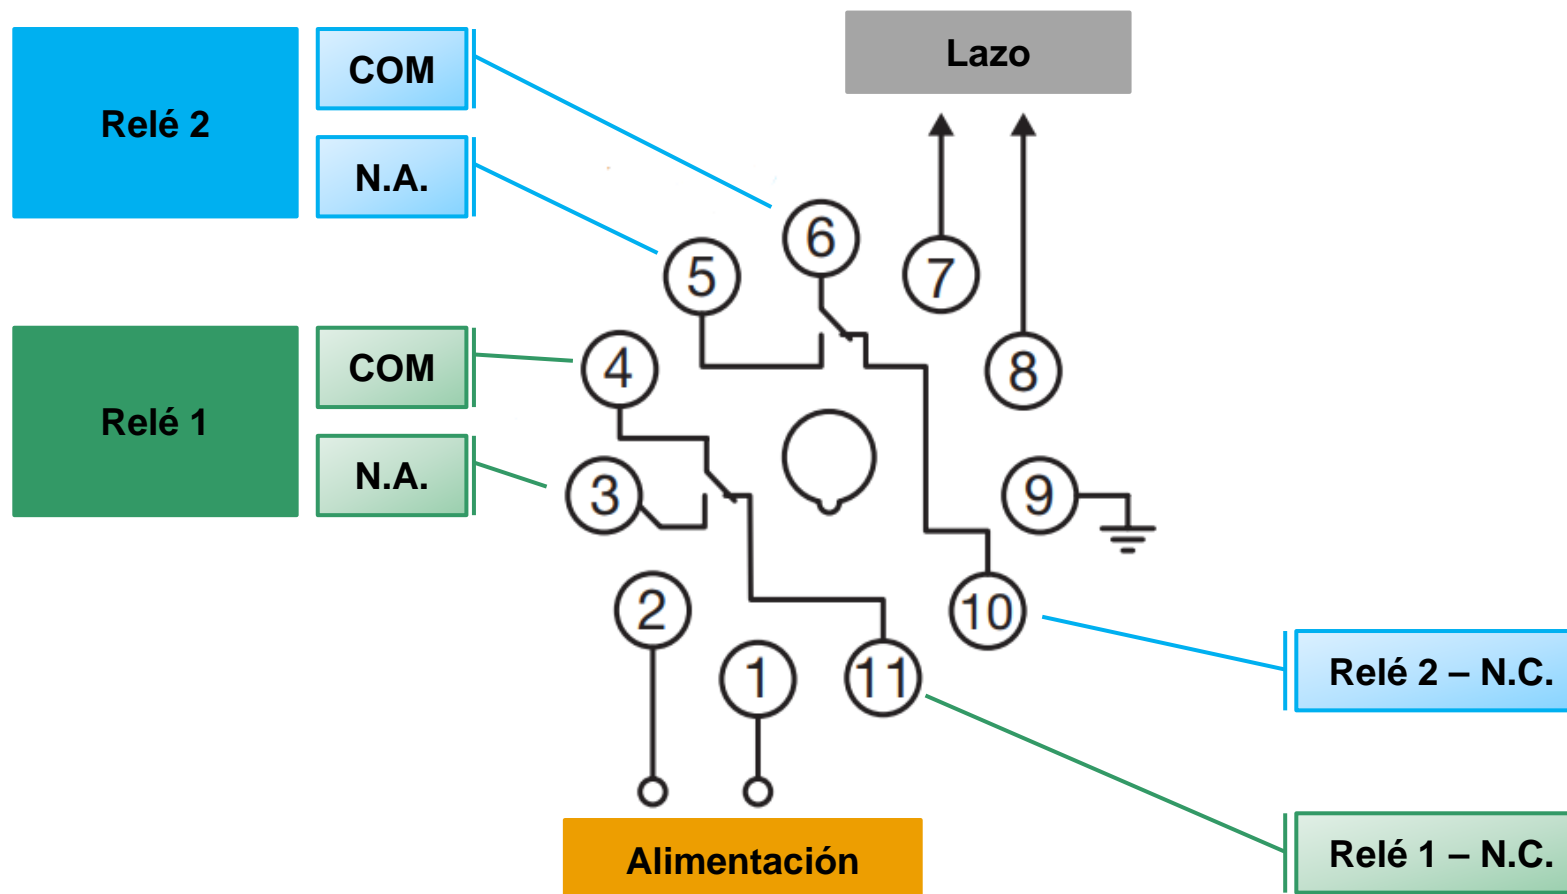 Lazo
Relé 2
COM
N.A.
6
5
7
Relé 1
COM
N.A.
4
8
3
9
2
10
1
11
Relé 2 – N.C.
Alimentación
Relé 1 – N.C.